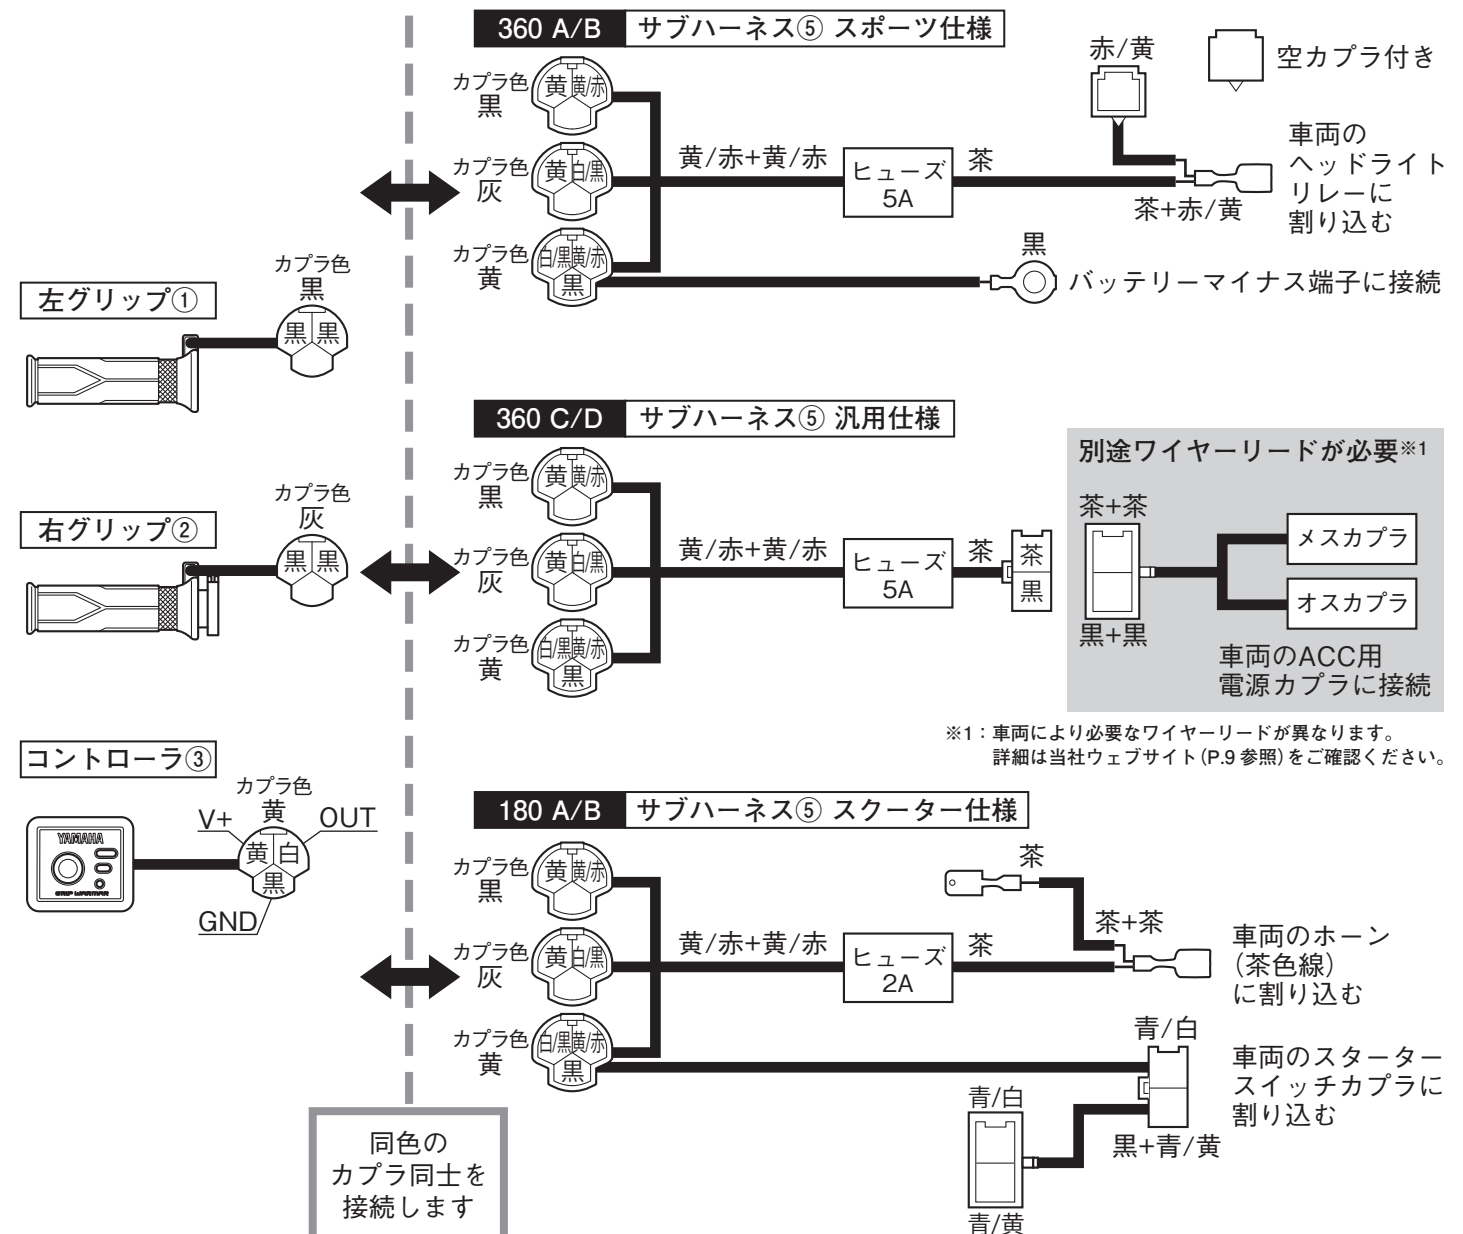 360 A/B サブハーネス⑤ スポーツ仕様
カプラ色
黒
黄 黄/赤
カプラ色
灰
黄 白/黒
カプラ色
黄
白/黒 黄/赤
黒
黄/赤+黄/赤
ヒューズ
5A
茶
赤/黄
空カプラ付き
茶+赤/黄
車両の
ヘッドライト
リレーに
割り込む
黒
バッテリーマイナス端子に接続
左グリップ①
カプラ色
黒
黒 黒
右グリップ②
カプラ色
灰
黒 黒
コントローラ③
カプラ色
黄
V+
OUT
黄 白
黒
GND
YAMAHA
GRIP WARMAR
360 C/D サブハーネス⑤ 汎用仕様
カプラ色
黒
黄 黄/赤
カプラ色
灰
黄 白/黒
カプラ色
黄
白/黒 黄/赤
黒
黄/赤+黄/赤
ヒューズ
5A
茶
茶
黒
別途ワイヤーリードが必要※1
茶+茶
黒+黒
メスカプラ
オスカプラ
車両のACC用
電源カプラに接続
※1：車両により必要なワイヤーリードが異なります。
詳細は当社ウェブサイト(P.9 参照)をご確認ください。
180 A/B サブハーネス⑤ スクーター仕様
カプラ色
黒
黄 黄/赤
カプラ色
灰
黄 白/黒
カプラ色
黄
白/黒 黄/赤
黒
黄/赤+黄/赤
ヒューズ
2A
茶
茶
茶+茶
車両のホーン
(茶色線)
に割り込む
青/白
黒+青/黄
青/白
青/黄
車両のスターター
スイッチカプラに
割り込む
同色の
カプラ同士を
接続します